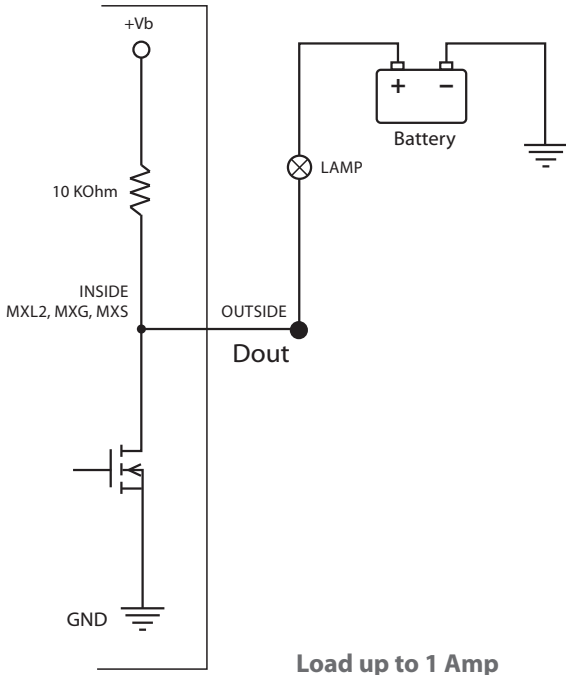 +Vb
10 KOhm
INSIDE
MXL2, MXG, MXS
OUTSIDE
Dout
GND
LAMP
+ −
Battery
Load up to 1 Amp